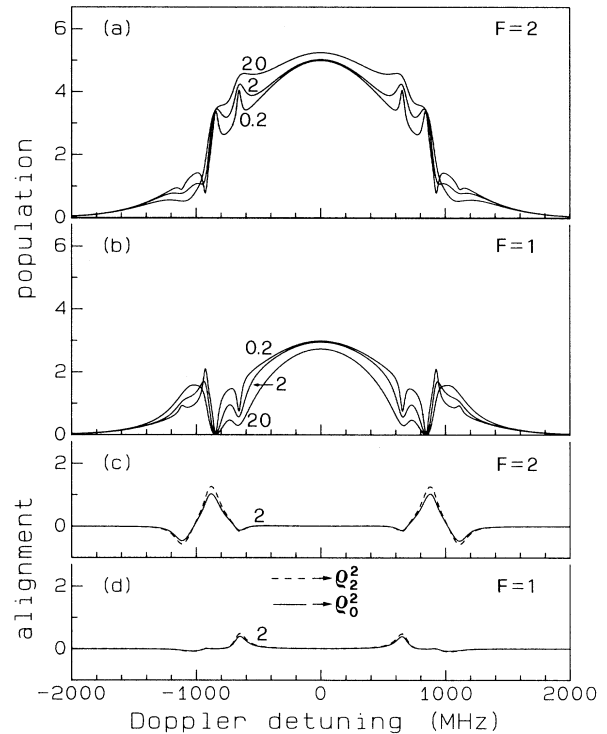 (a) F=2
6
20
2
0.2
4
2
0
population
(b) F=1
6
4
0.2
2
20
2
0
(c) F=2
2
2
0
alignment
(d) F=1
2
ϱ²₂
ϱ²₀
2
0
−2000 −1000 0 1000 2000
Doppler detuning (MHz)